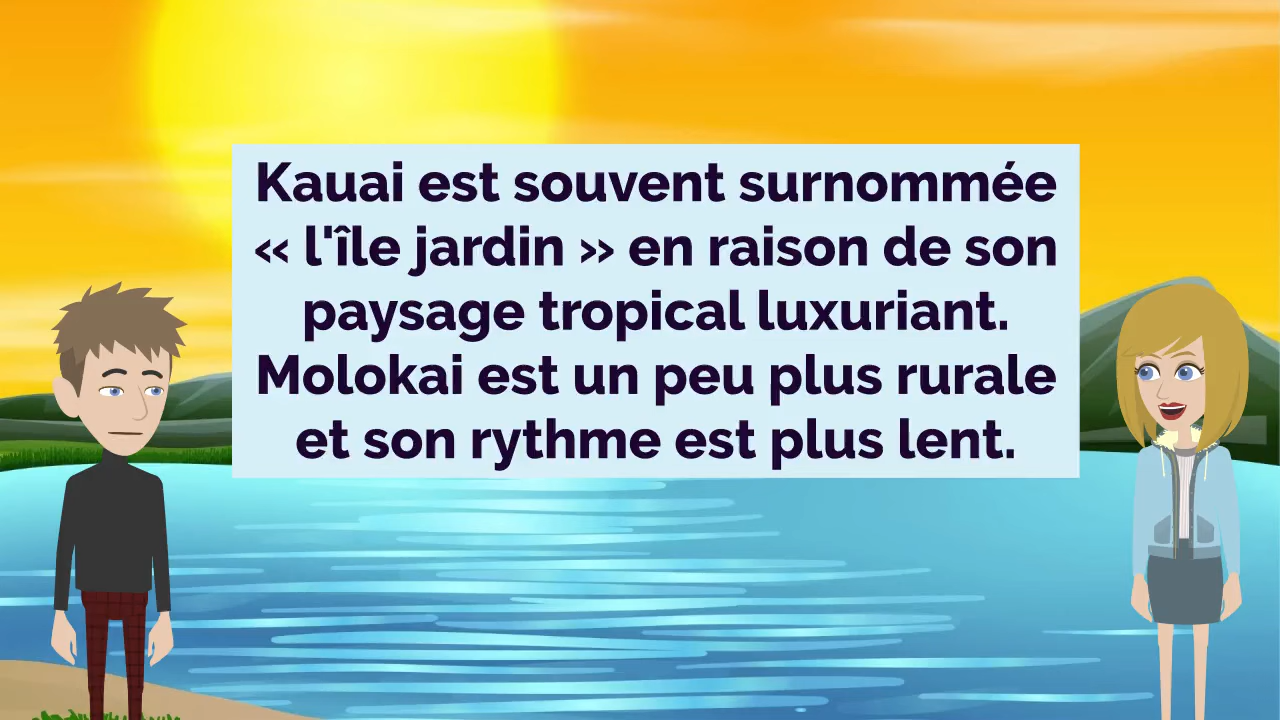 Kauai est souvent surnommée
« l'île jardin » en raison de son
paysage tropical luxuriant.
Molokai est un peu plus rurale
et son rythme est plus lent.